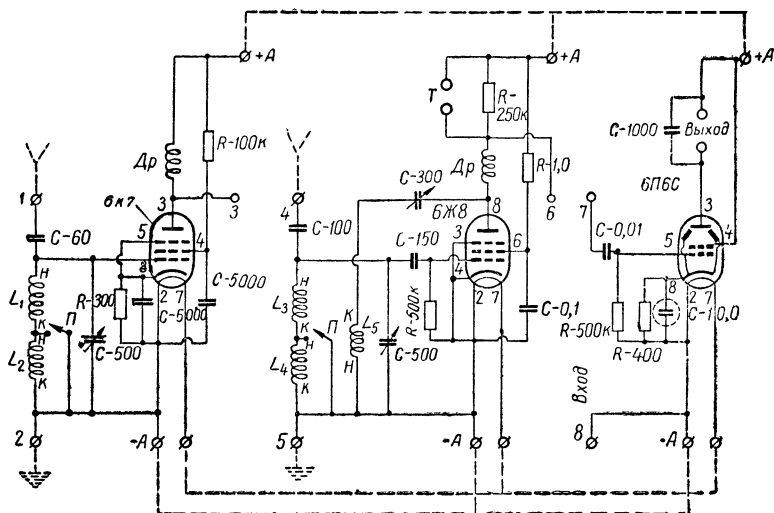 +A
+A
+A
Др
R-100к
6К7
3
3
5
4
8
2 7
1
С-60
L₁
н
к
L₂
н
к
П
R-300
С-5000
С-5000
С-500
2
-А
Т
R-250к
Др
С-300
R-1,0
6Ж8
6
4
С-100
С-150
8
3
4
6
2 7
L₃
н
к
L₄
н
к
П
L₅
К
Н
R-500к
С-500
С-0,1
5
-А
С-1000
Выход
6П6С
7
С-0,01
3
5
4
8
2 7
С-10,0
R-500к
R-400
Вход
8
-А